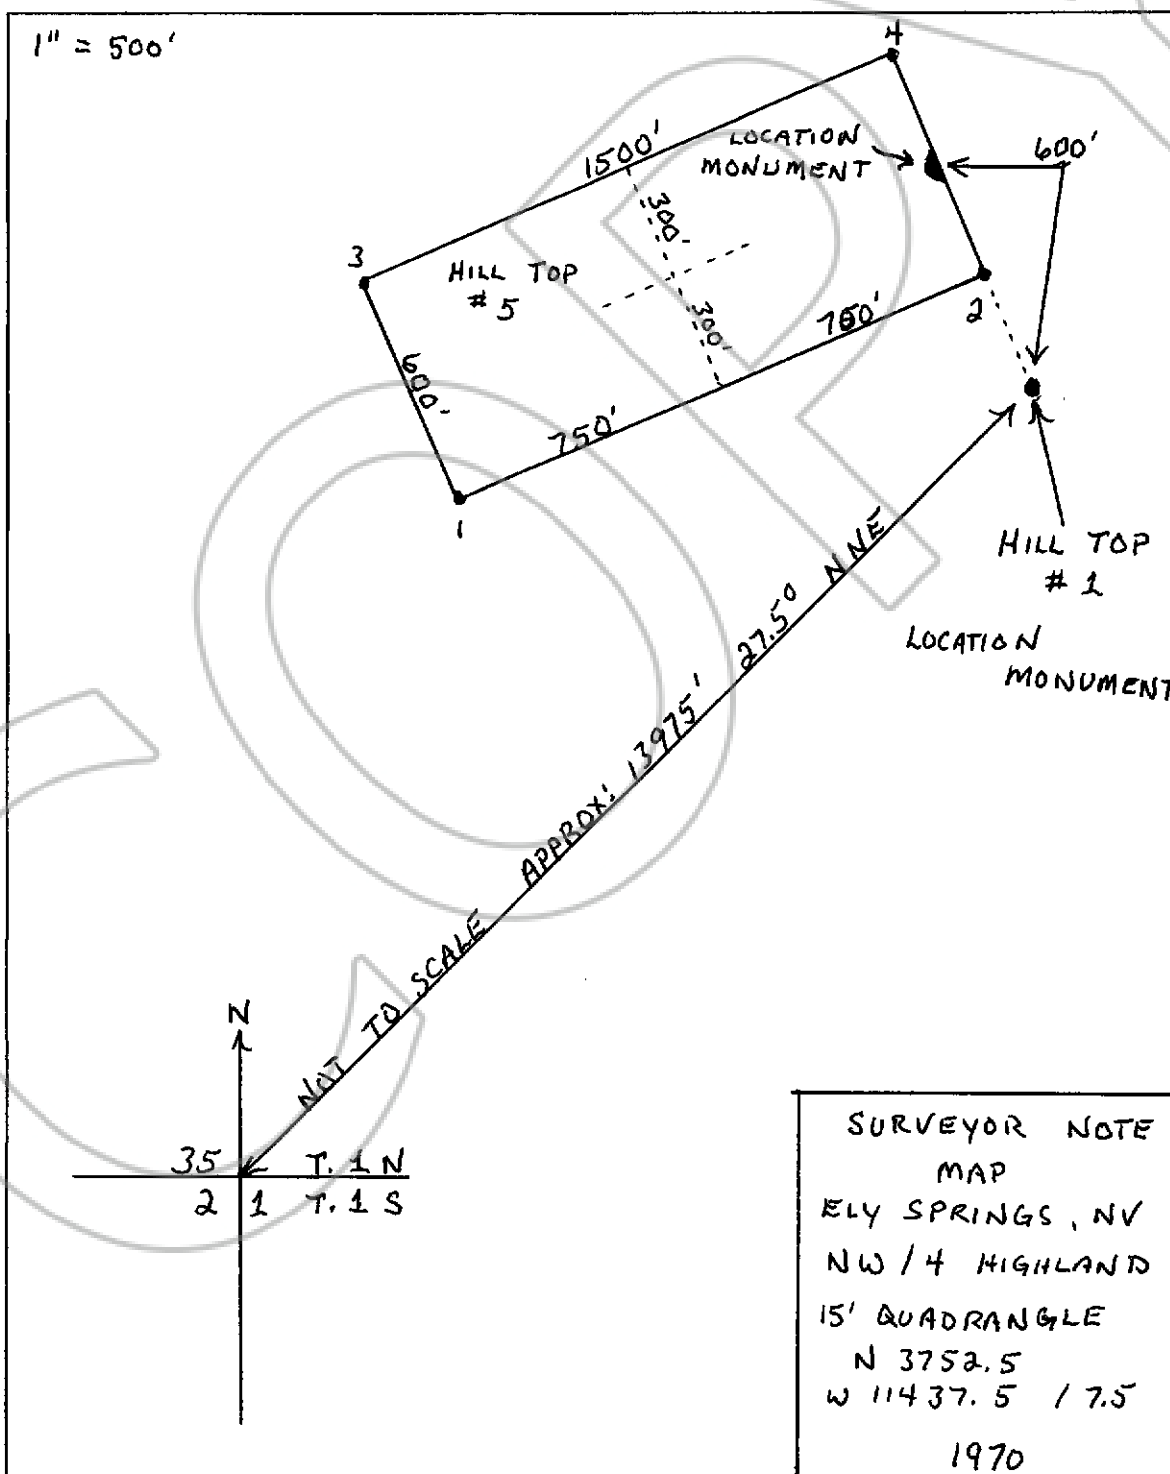 1" = 500'
4
LOCATION
MONUMENT
600'
1500'
300'
3
HILL TOP
# 5
300'
750'
2
600'
750'
1
HILL TOP
# 1
LOCATION
MONUMENT
NOT TO SCALE APPROX: 13975' 27.5° NNE
N
35 T. 1 N
2 1 T. 1 S
SURVEYOR NOTE
MAP
ELY SPRINGS, NV
NW / 4 HIGHLAND
15' QUADRANGLE
N 3752.5
W 11437.5 / 7.5
1970
COPY